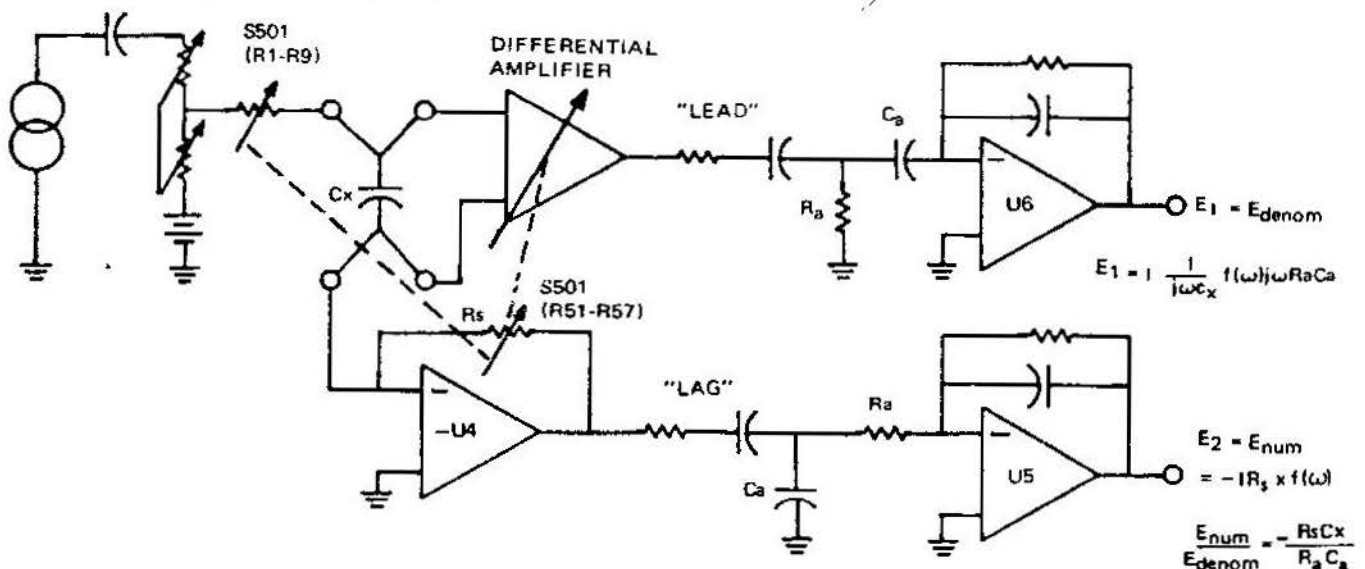 S501
(R1-R9)
DIFFERENTIAL
AMPLIFIER
"LEAD"
Ca
Cx
Ra
−
U6
E1 = Edenom
E1 = I 1/jωcx f(ω)jωRaCa
S501
(R51-R57)
Rs
"LAG"
Ra
−
−U4
−
U5
Ca
E2 = Enum
= −IRs x f(ω)
Enum/Edenom = − RsCx/RaCa